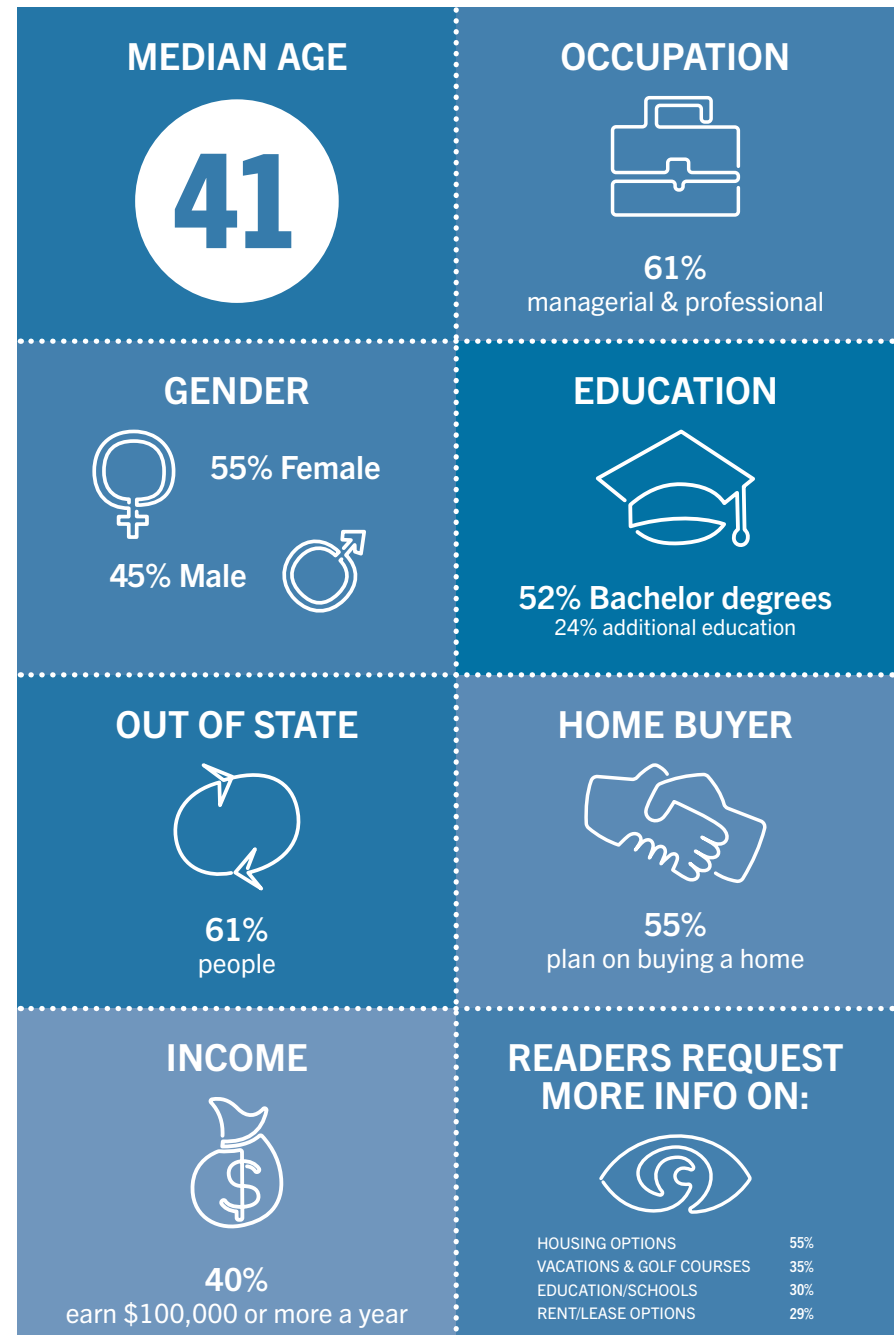 MEDIAN AGE
41
OCCUPATION
61%
managerial & professional
GENDER
55% Female
45% Male
EDUCATION
52% Bachelor degrees
24% additional education
OUT OF STATE
61%
people
HOME BUYER
55%
plan on buying a home
INCOME
$
40%
earn $100,000 or more a year
READERS REQUEST
MORE INFO ON:
HOUSING OPTIONS 55%
VACATIONS & GOLF COURSES 35%
EDUCATION/SCHOOLS 30%
RENT/LEASE OPTIONS 29%